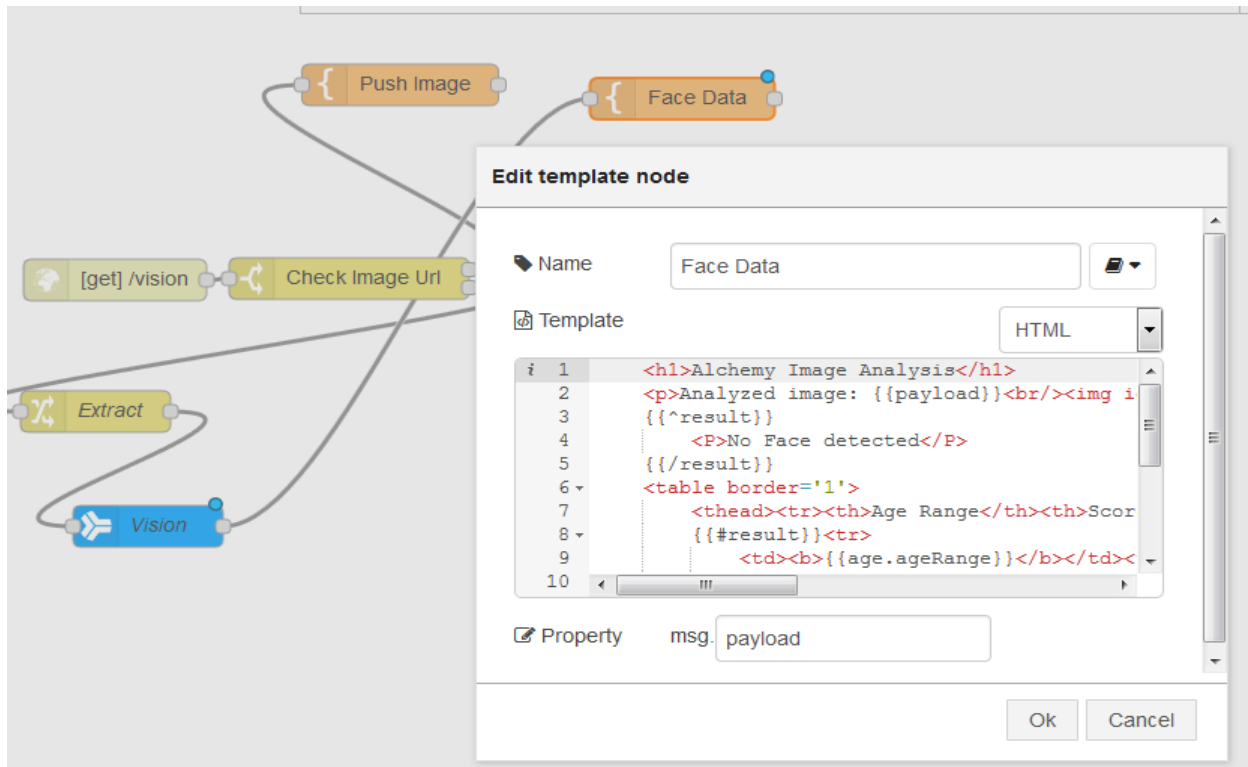 { Push Image
{ Face Data
Edit template node
Name Face Data
[get] /vision
Check Image Url
Template HTML
Extract
Vision
i 1 <h1>Alchemy Image Analysis</h1>
2 <p>Analyzed image: {{payload}}<br/><img i
3 {{^result}}
4 <P>No Face detected</P>
5 {{/result}}
6 <table border='1'>
7 <thead><tr><th>Age Range</th><th>Scor
8 {{#result}}<tr>
9 <td><b>{{age.ageRange}}</b></td><
10
Property msg. payload
Ok Cancel